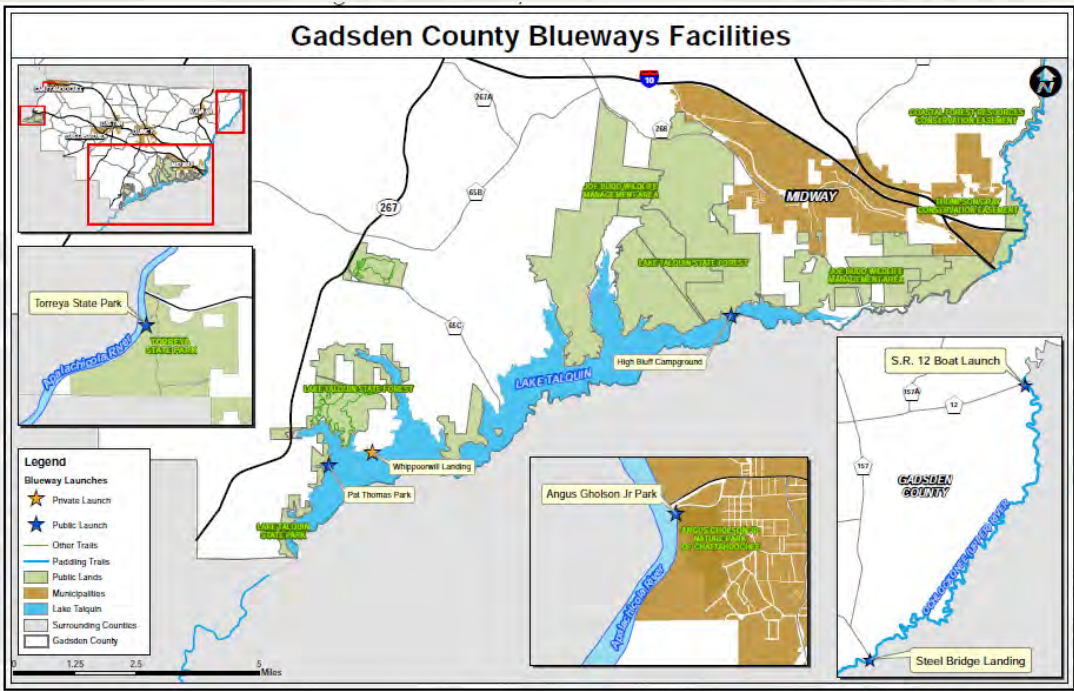 Gadsden County Blueways Facilities
CHATTAHOOCHEE
MIDWAY
10
267A
268
65B
267
65C
COASTAL FOREST RESOURCES
CONSERVATION EASEMENT
JOE BUDD WILDLIFE
MANAGEMENT AREA
MIDWAY
THOMPSON/GRAY
CONSERVATION EASEMENT
LAKE TALQUIN STATE FOREST
JOE BUDD WILDLIFE
MANAGEMENT AREA
High Bluff Campground
LAKE TALQUIN
LAKE TALQUIN STATE FOREST
Whippoorwill Landing
Pat Thomas Park
LAKE TALQUIN
STATE PARK
Torreya State Park
TORREYA
STATE PARK
Apalachicola River
Legend
Blueway Launches
Private Launch
Public Launch
Other Trails
Paddling Trails
Public Lands
Municipalities
Lake Talquin
Surrounding Counties
Gadsden County
0 1.25 2.5 5
Miles
Angus Gholson Jr Park
ANGUS GHOLSON JR
NATURE PARK
OF CHATTAHOOCHEE
Apalachicola River
S.R. 12 Boat Launch
157A
12
157
GADSDEN
COUNTY
OCHLOCKONEE (UPPER) RIVER
Steel Bridge Landing